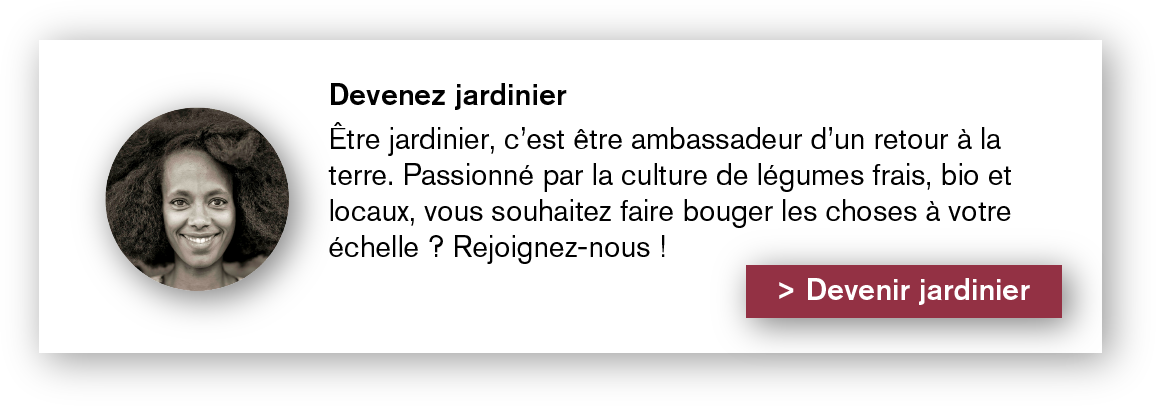 Devenez jardinier
Être jardinier, c’est être ambassadeur d’un retour à la
terre. Passionné par la culture de légumes frais, bio et
locaux, vous souhaitez faire bouger les choses à votre
échelle ? Rejoignez-nous !
> Devenir jardinier